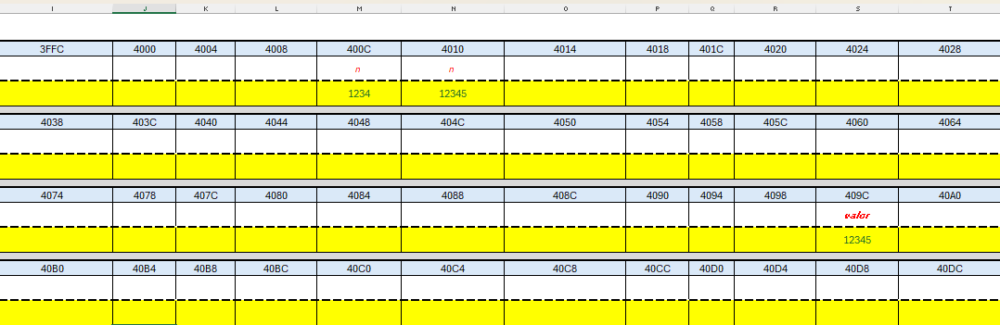 I J K L M N O P Q R S T
3FFC 4000 4004 4008 400C 4010 4014 4018 401C 4020 4024 4028
n n
1234 12345
4038 403C 4040 4044 4048 404C 4050 4054 4058 405C 4060 4064
4074 4078 407C 4080 4084 4088 408C 4090 4094 4098 409C 40A0
valor
12345
40B0 40B4 40B8 40BC 40C0 40C4 40C8 40CC 40D0 40D4 40D8 40DC